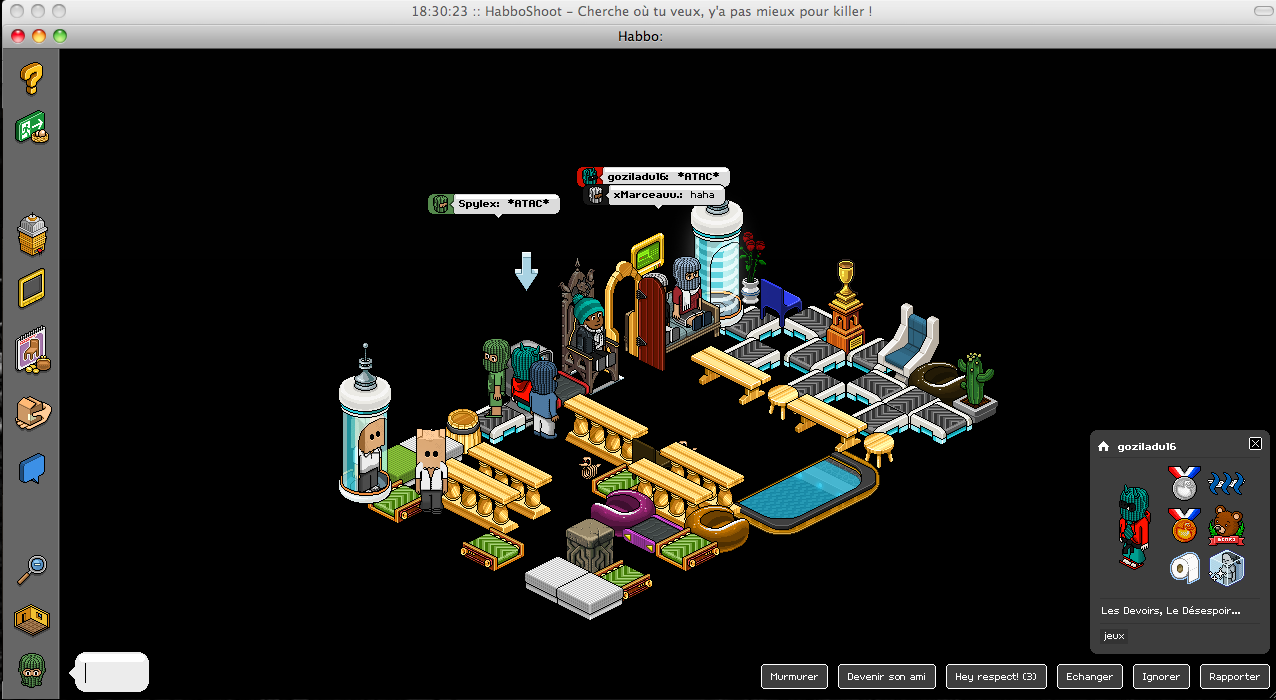 18:30:23 :: HabboShoot – Cherche où tu veux, y'a pas mieux pour killer !
Habbo:
goziladu16: *ATAC*
xMarceauu.: haha
Spylex: *ATAC*
goziladu16
BEARS
Les Devoirs, Le Désespoir...
jeux
Murmurer
Devenir son ami
Hey respect! (3)
Echanger
Ignorer
Rapporter